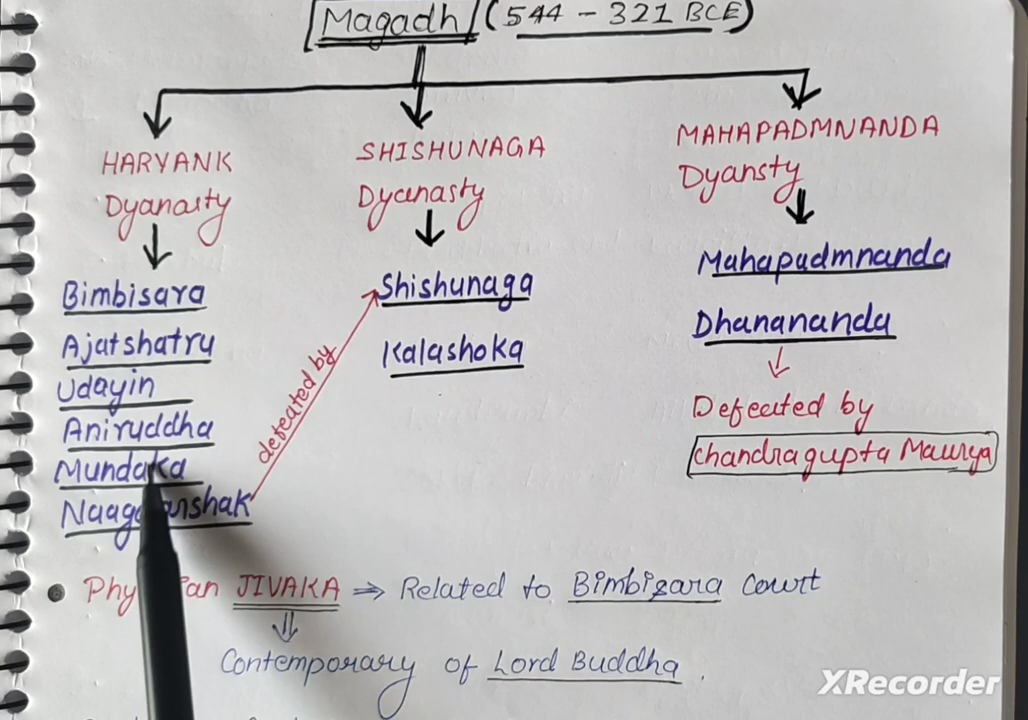 Magadh (544 - 321 BCE)
HARYANK
Dyanasty
Bimbisara
Ajatshatru
Udayin
Aniruddha
Mundaka
SHISHUNAGA
Dyanasty
Shishunaga
Kalashoka
defeated by
MAHAPADMNANDA
Dyansty
Mahapadmnanda
Dhanananda
Defeated by
Chandragupta Maurya
JIVAKA ⇒ Related to Bimbisara court
Contemporary of Lord Buddha.
XRecorder